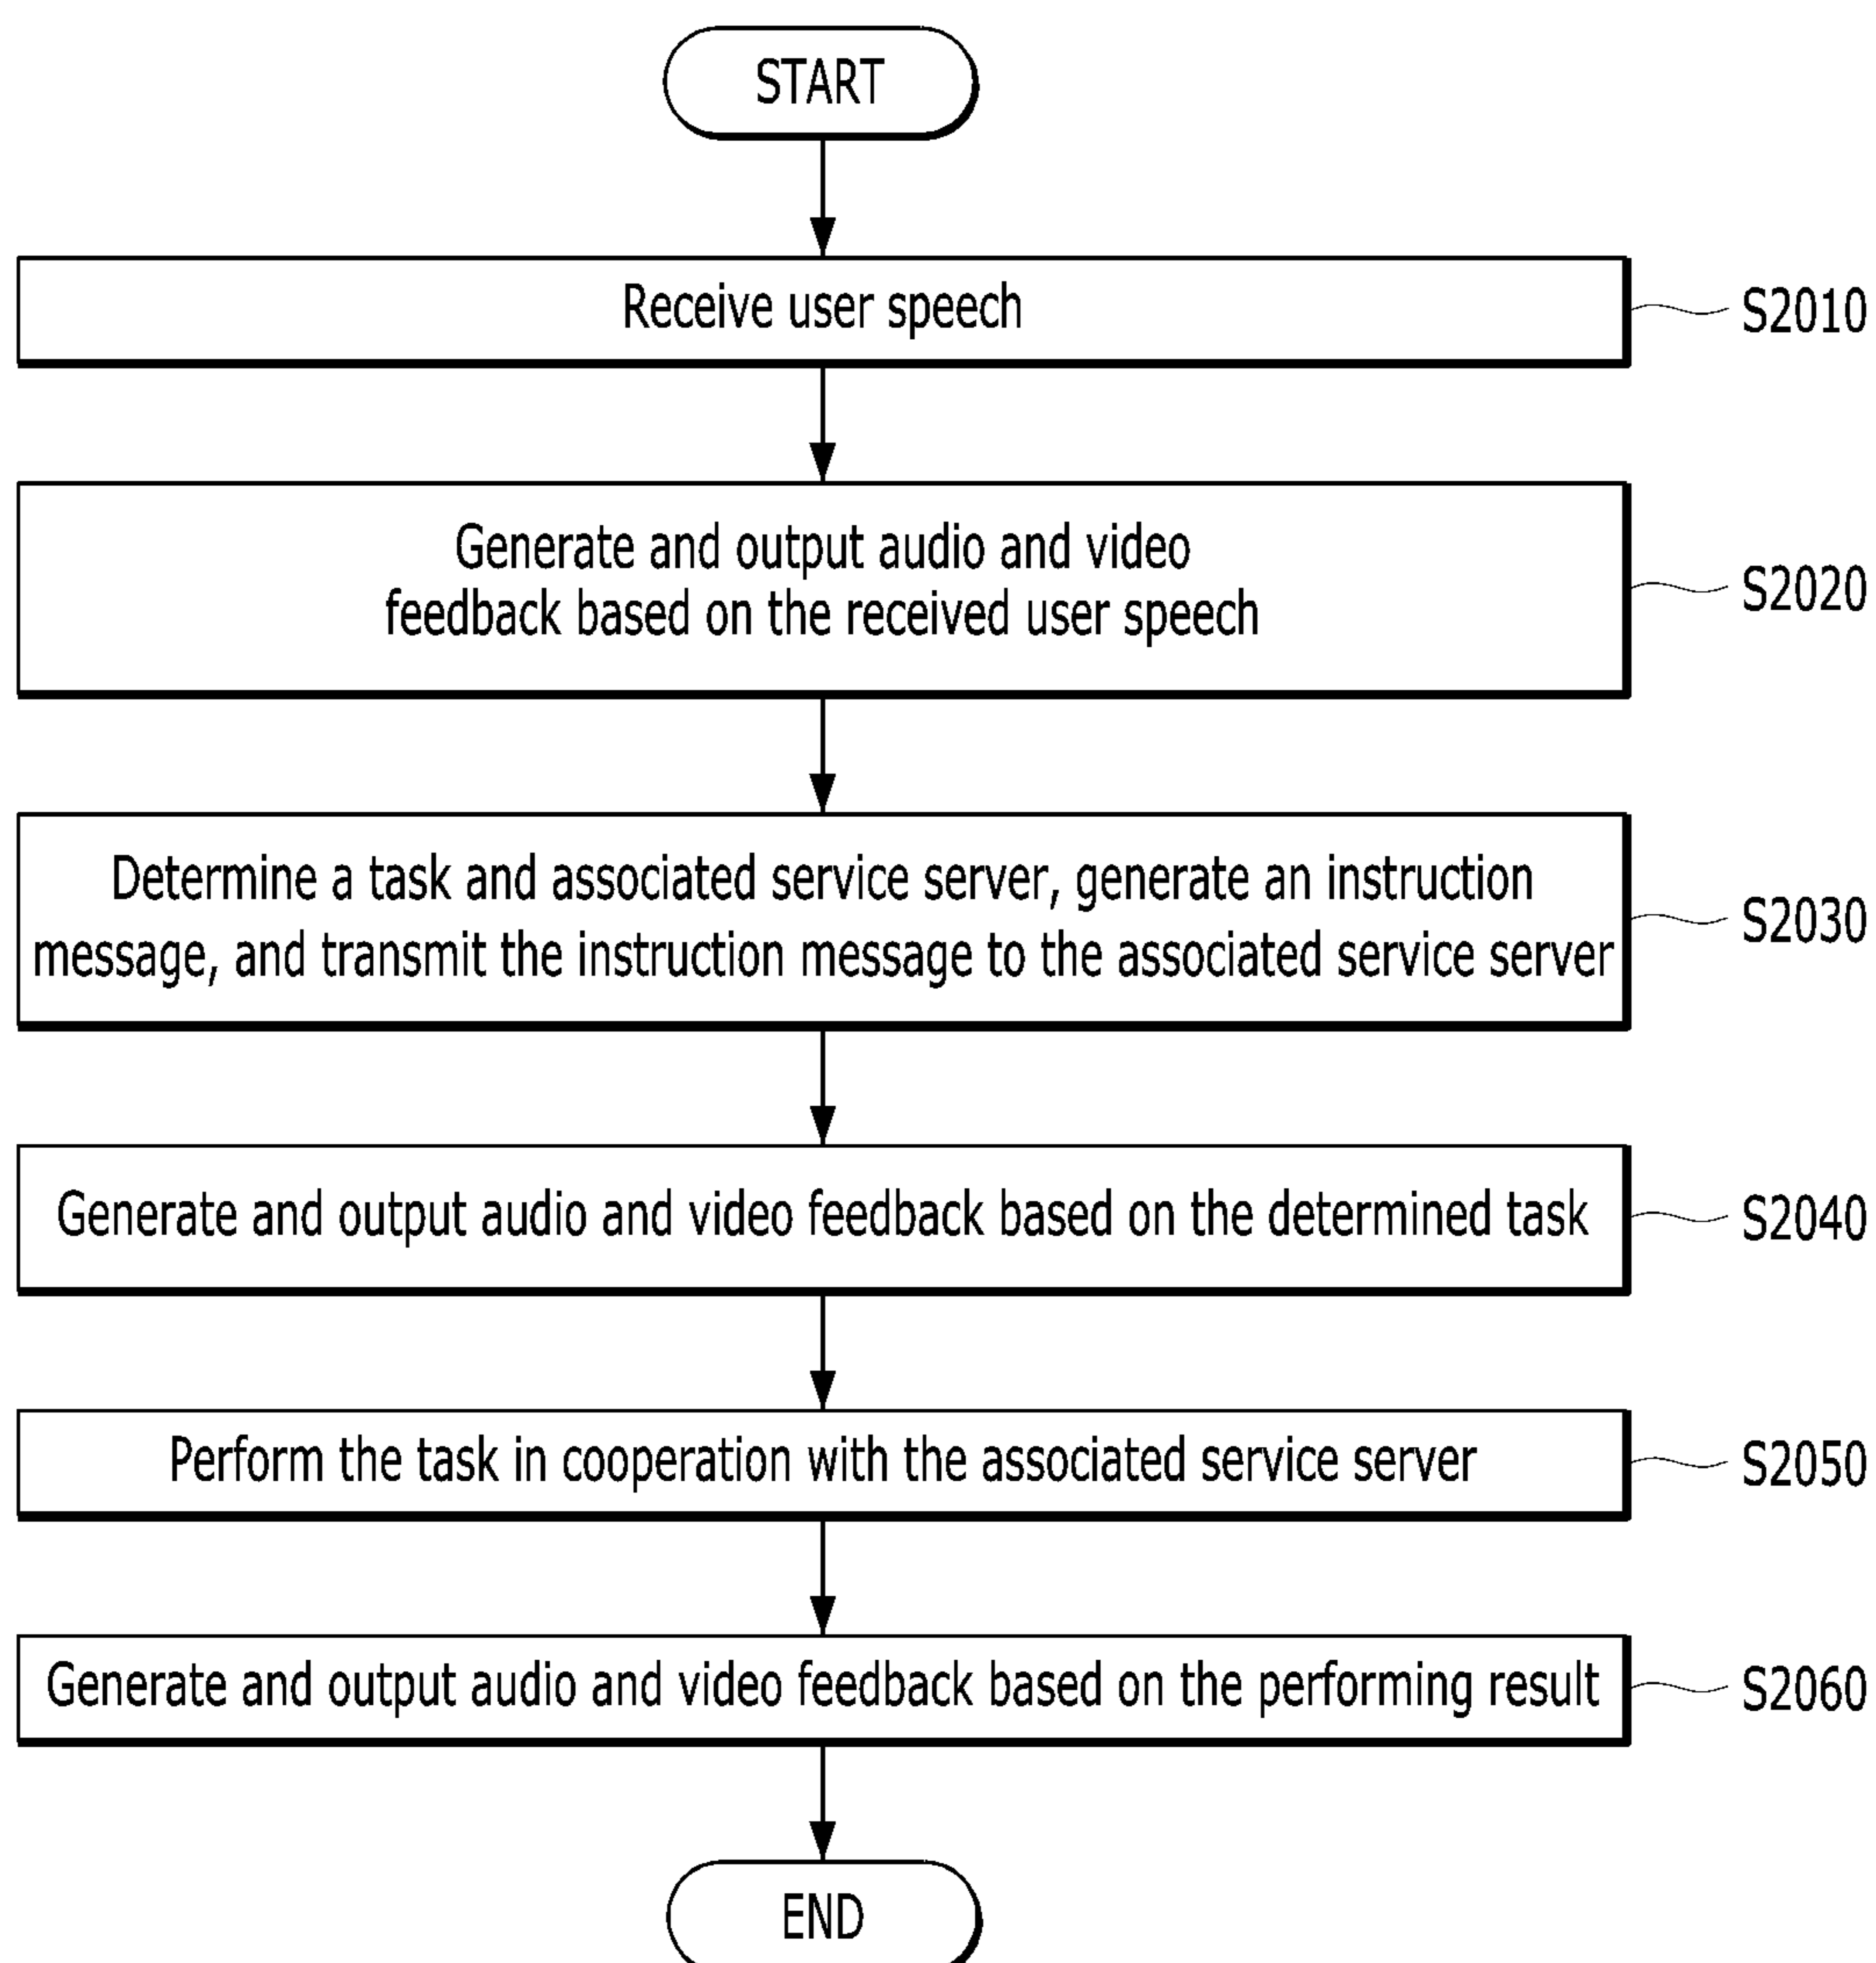 START
Receive user speech
S2010
Generate and output audio and video
feedback based on the received user speech
S2020
Determine a task and associated service server, generate an instruction
message, and transmit the instruction message to the associated service server
S2030
Generate and output audio and video feedback based on the determined task
S2040
Perform the task in cooperation with the associated service server
S2050
Generate and output audio and video feedback based on the performing result
S2060
END